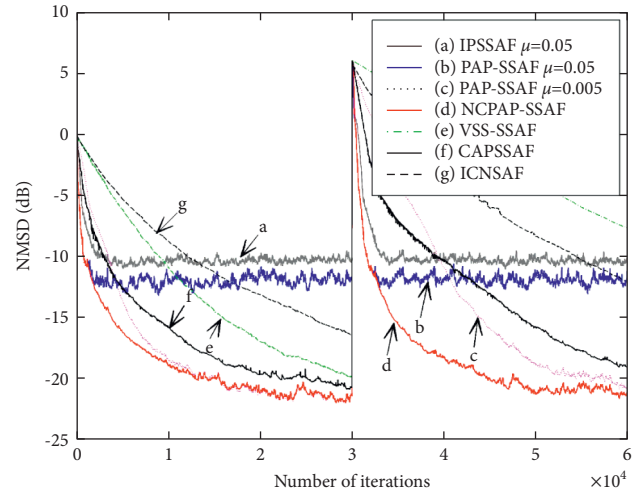 10
5
0
-5
-10
-15
-20
-25
NMSD (dB)
(a) IPSSAF μ=0.05
(b) PAP-SSAF μ=0.05
(c) PAP-SSAF μ=0.005
(d) NCPAP-SSAF
(e) VSS-SSAF
(f) CAPSSAF
(g) ICNSAF
g
a
f
e
b
c
d
0 1 2 3 4 5 6
×10⁴
Number of iterations